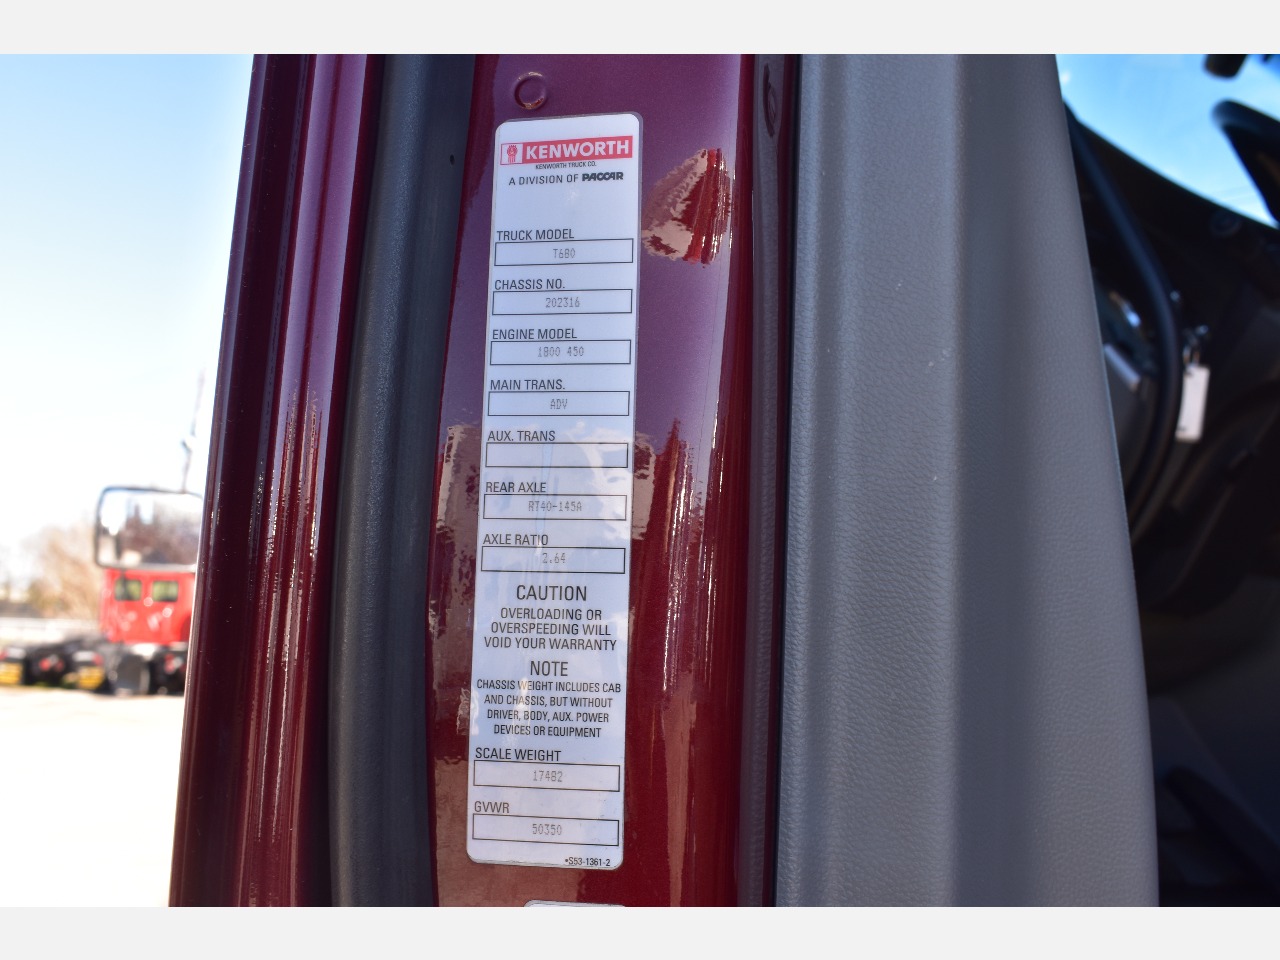 KENWORTH
KENWORTH TRUCK CO.
A DIVISION OF PACCAR
TRUCK MODEL
T680
CHASSIS NO.
202316
ENGINE MODEL
1800 450
MAIN TRANS.
ADV
AUX. TRANS
REAR AXLE
RT40-145A
AXLE RATIO
2.64
CAUTION
OVERLOADING OR
OVERSPEEDING WILL
VOID YOUR WARRANTY
NOTE
CHASSIS WEIGHT INCLUDES CAB
AND CHASSIS, BUT WITHOUT
DRIVER, BODY, AUX. POWER
DEVICES OR EQUIPMENT
SCALE WEIGHT
17482
GVWR
50350
*S53-1361-2